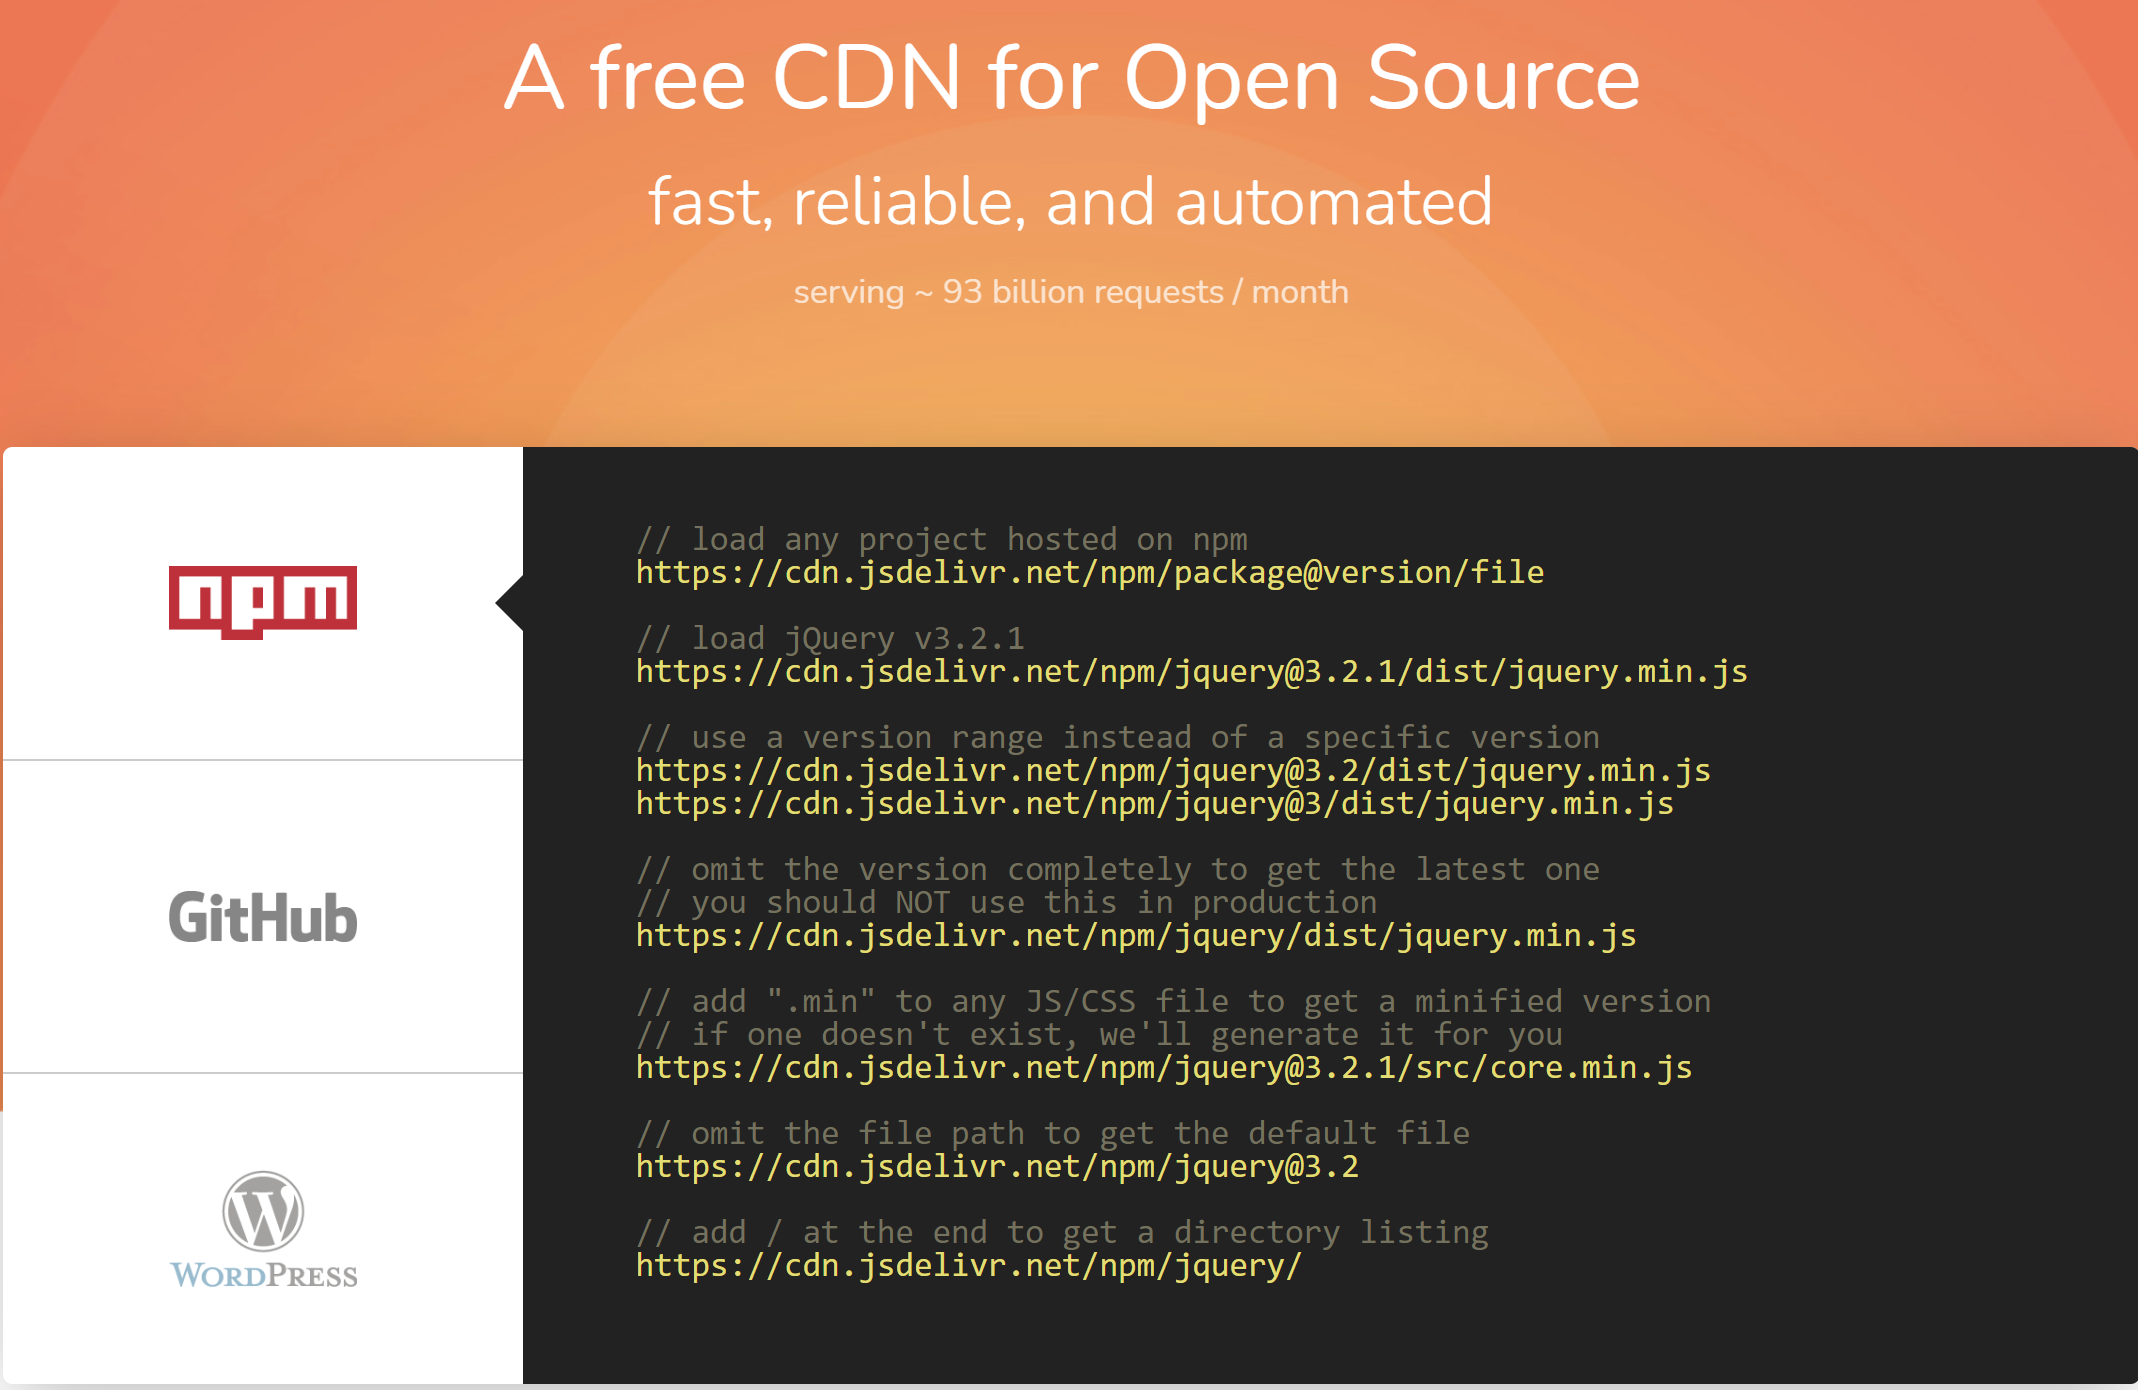 A free CDN for Open Source
fast, reliable, and automated
serving ~ 93 billion requests / month
npm
GitHub
WORDPRESS
// load any project hosted on npm
https://cdn.jsdelivr.net/npm/package@version/file
// load jQuery v3.2.1
https://cdn.jsdelivr.net/npm/jquery@3.2.1/dist/jquery.min.js
// use a version range instead of a specific version
https://cdn.jsdelivr.net/npm/jquery@3.2/dist/jquery.min.js
https://cdn.jsdelivr.net/npm/jquery@3/dist/jquery.min.js
// omit the version completely to get the latest one
// you should NOT use this in production
https://cdn.jsdelivr.net/npm/jquery/dist/jquery.min.js
// add ".min" to any JS/CSS file to get a minified version
// if one doesn't exist, we'll generate it for you
https://cdn.jsdelivr.net/npm/jquery@3.2.1/src/core.min.js
// omit the file path to get the default file
https://cdn.jsdelivr.net/npm/jquery@3.2
// add / at the end to get a directory listing
https://cdn.jsdelivr.net/npm/jquery/